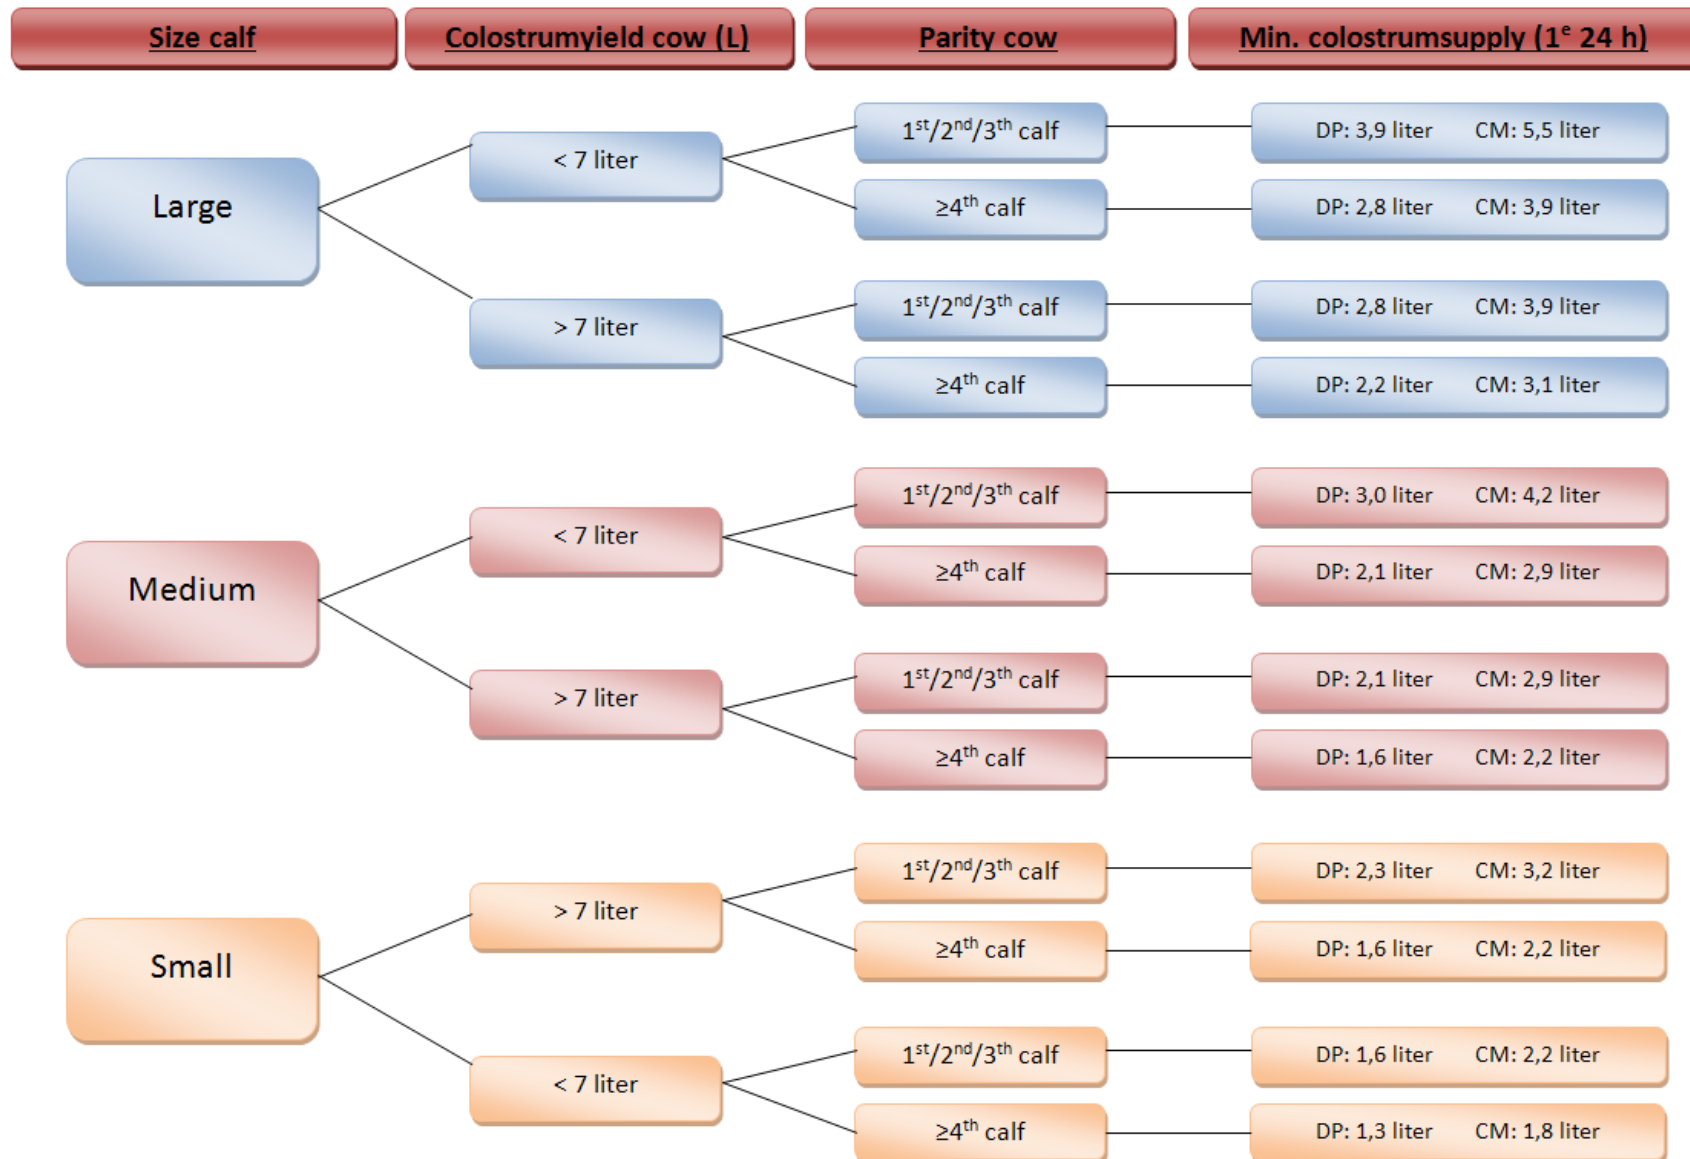 Size calf Colostrumyield cow (L) Parity cow Min. colostrumsupply (1e 24 h)
Large
< 7 liter
1st/2nd/3th calf DP: 3,9 liter CM: 5,5 liter
≥4th calf DP: 2,8 liter CM: 3,9 liter
> 7 liter
1st/2nd/3th calf DP: 2,8 liter CM: 3,9 liter
≥4th calf DP: 2,2 liter CM: 3,1 liter
Medium
< 7 liter
1st/2nd/3th calf DP: 3,0 liter CM: 4,2 liter
≥4th calf DP: 2,1 liter CM: 2,9 liter
> 7 liter
1st/2nd/3th calf DP: 2,1 liter CM: 2,9 liter
≥4th calf DP: 1,6 liter CM: 2,2 liter
Small
> 7 liter
1st/2nd/3th calf DP: 2,3 liter CM: 3,2 liter
≥4th calf DP: 1,6 liter CM: 2,2 liter
< 7 liter
1st/2nd/3th calf DP: 1,6 liter CM: 2,2 liter
≥4th calf DP: 1,3 liter CM: 1,8 liter